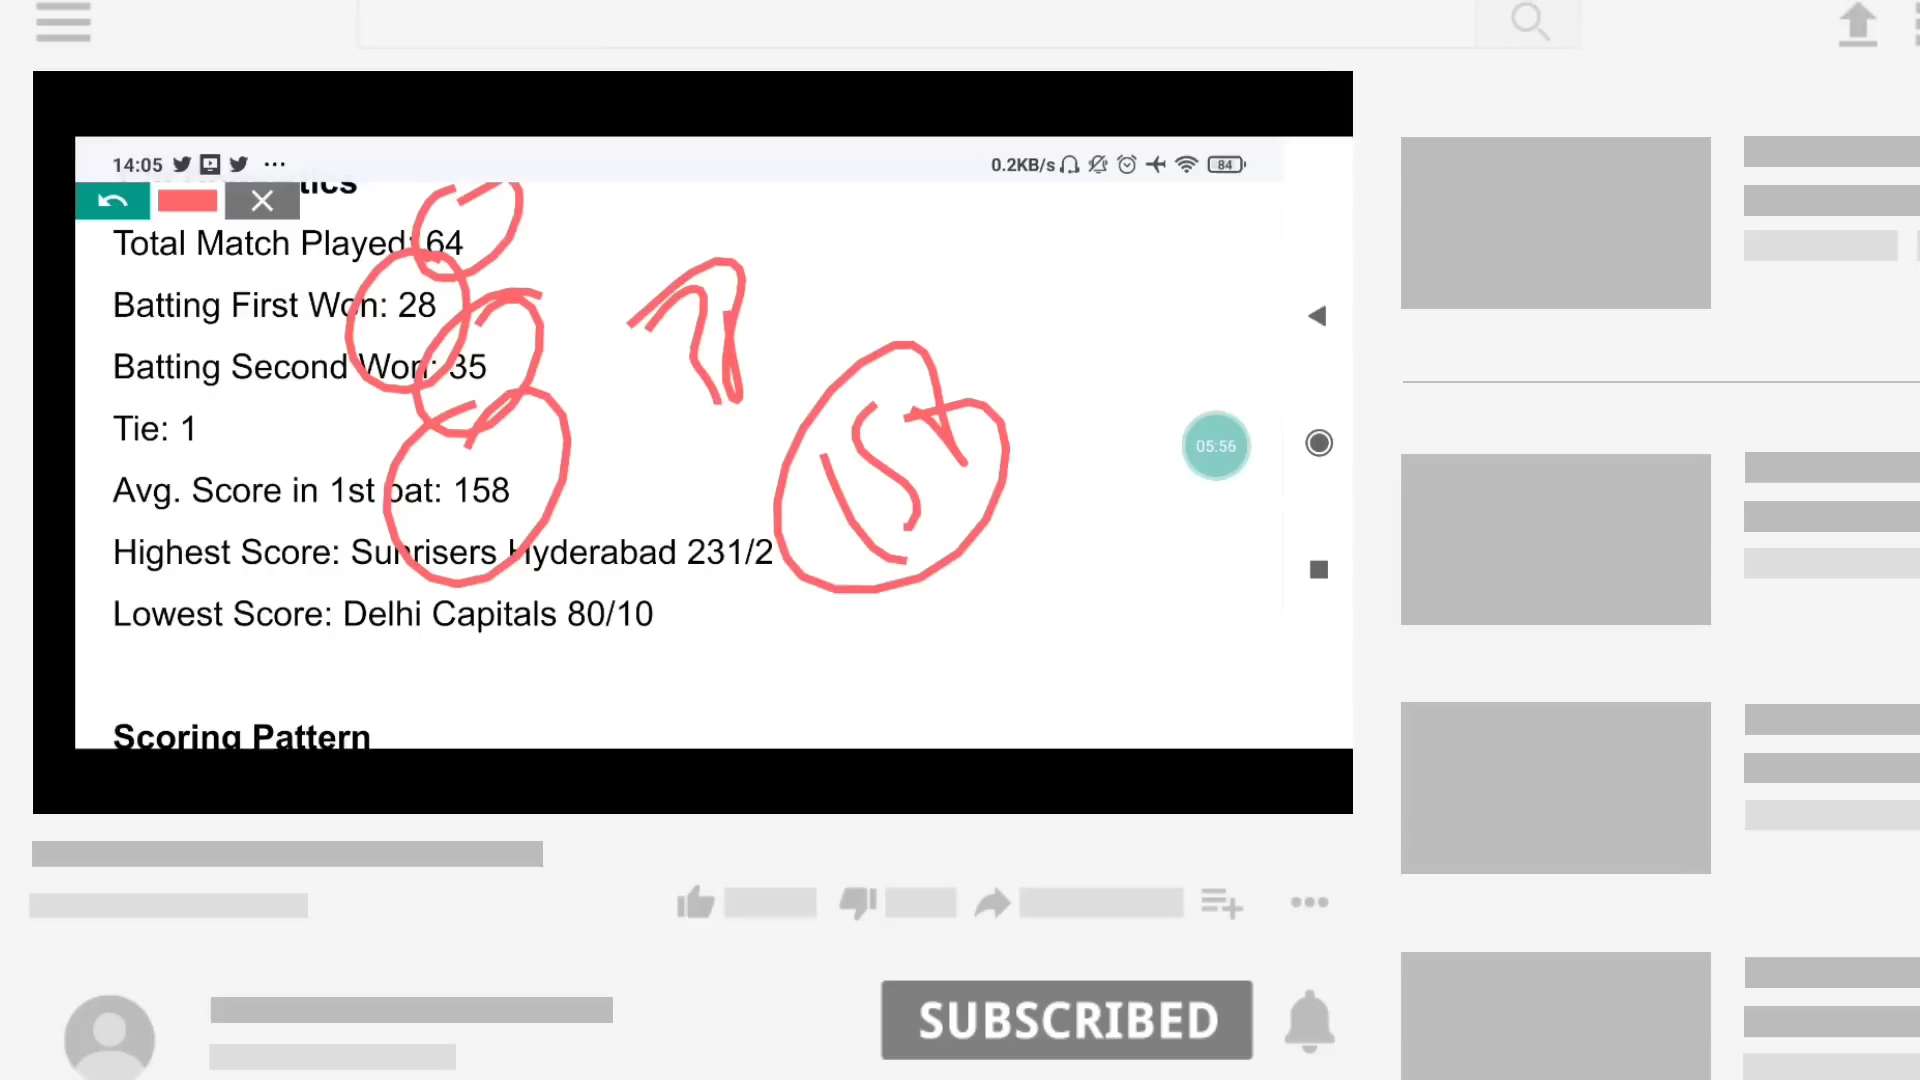 14:05 ... 0.2KB/s 84
tics
Total Match Played: 64
Batting First Won: 28
Batting Second Won: 35
Tie: 1
Avg. Score in 1st bat: 158
Highest Score: Sunrisers Hyderabad 231/2
Lowest Score: Delhi Capitals 80/10
05:56
Scoring Pattern
SUBSCRIBED